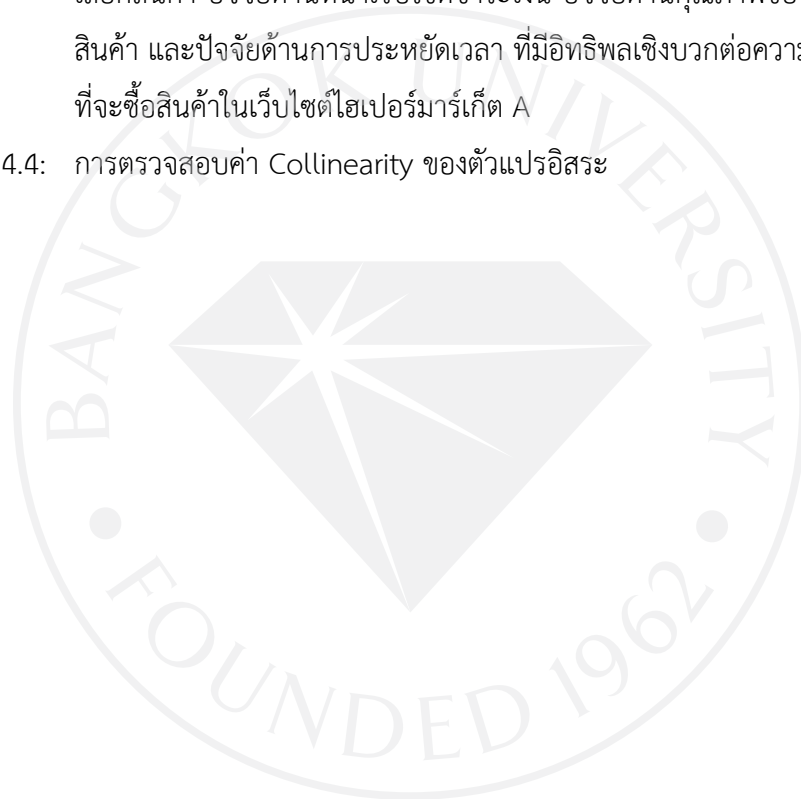 สินค้า และปัจจัยด้านการประหยัดเวลา ที่มีอิทธิพลเชิงบวกต่อ
ที่จะซื้อสินค้าในเว็บไซต์ไฮเปอร์มาร์เก็ต A
4.4: การตรวจสอบค่า Collinearity ของตัวแปรอิสระ
BANGKOK UNIVERSITY
FOUNDED 1962